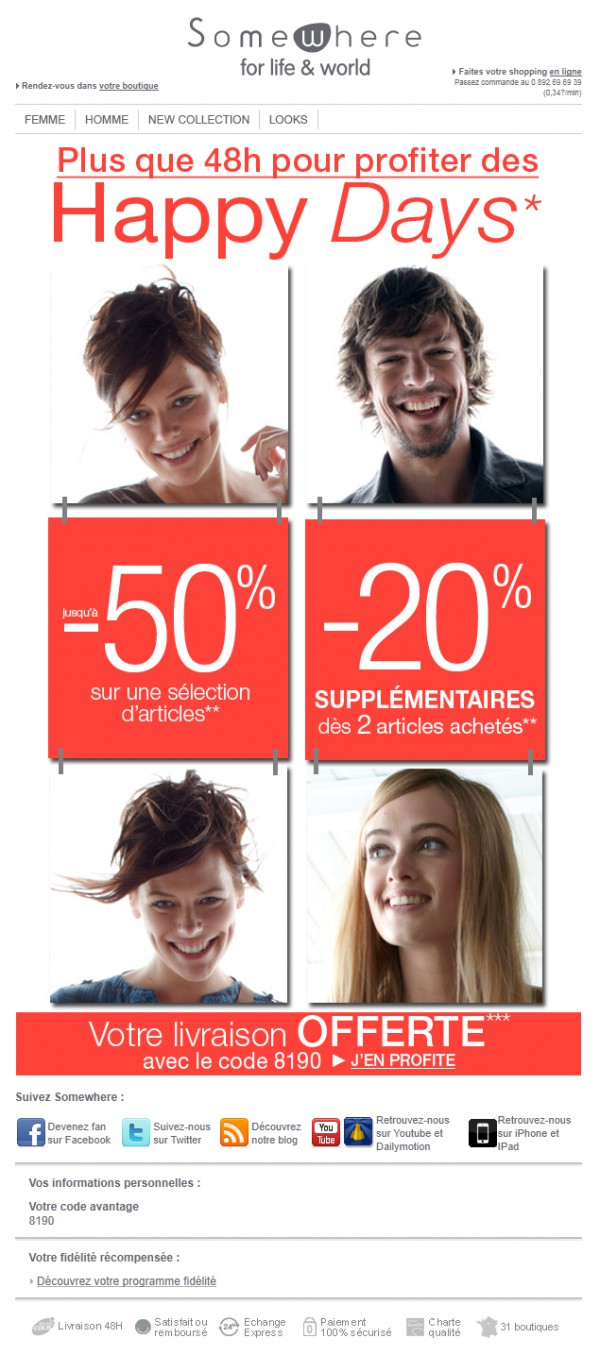 Somewhere
for life & world
Rendez-vous dans votre boutique
Faites votre shopping en ligne
Passez commande au 0 892 69 69 39
(0,34?/min)
FEMME HOMME NEW COLLECTION LOOKS
Plus que 48h pour profiter des
Happy Days*
jusqu'à
-50%
sur une sélection
d'articles**
-20%
SUPPLÉMENTAIRES
dès 2 articles achetés**
Votre livraison OFFERTE***
avec le code 8190 ► J'EN PROFITE
Suivez Somewhere :
Devenez fan
sur Facebook
Suivez-nous
sur Twitter
Découvrez
notre blog
You
Tube
Retrouvez-nous
sur Youtube et
Dailymotion
Retrouvez-nous
sur iPhone et
IPad
Vos informations personnelles :
Votre code avantage
8190
Votre fidélité récompensée :
Découvrez votre programme fidélité
Livraison 48H
Satisfait ou
remboursé
24H
Echange
Express
Paiement
100% sécurisé
Charte
qualité
31 boutiques